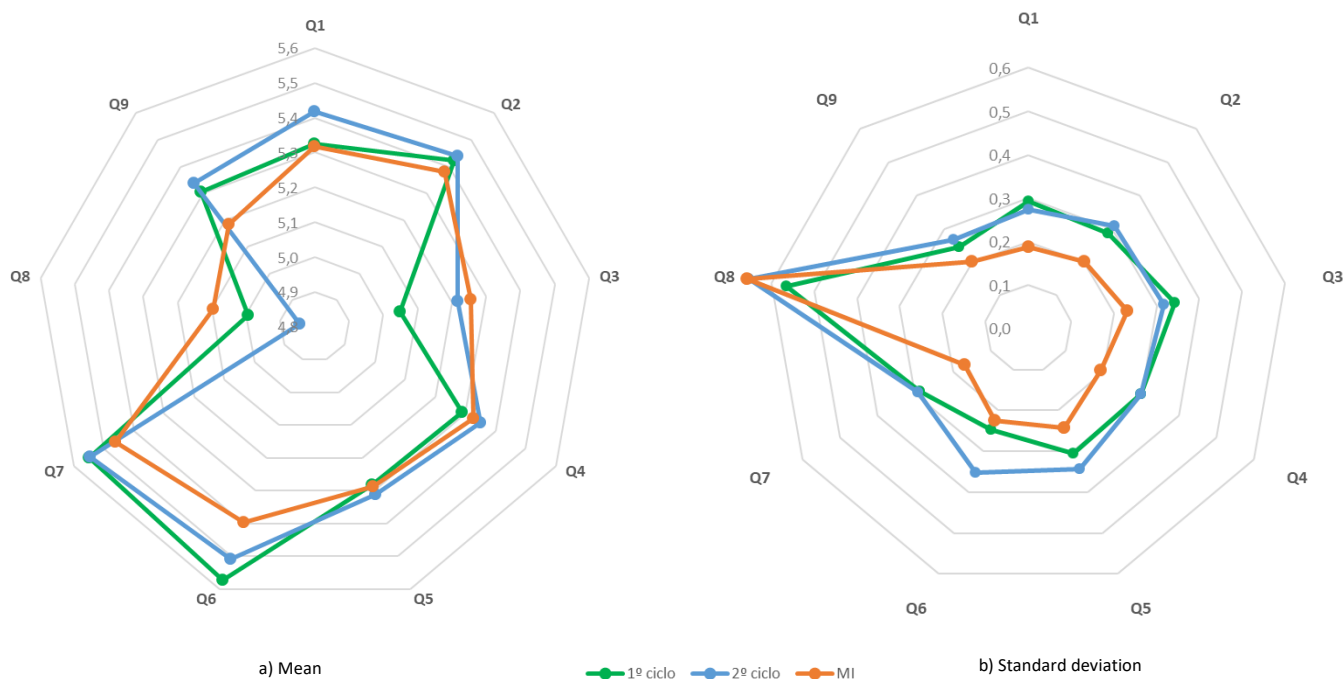 Q1
Q2
Q3
Q4
Q5
Q6
Q7
Q8
Q9
5,6
5,5
5,4
5,3
5,2
5,1
5,0
4,9
4,8
a) Mean
Q1
Q2
Q3
Q4
Q5
Q6
Q7
Q8
Q9
0,6
0,5
0,4
0,3
0,2
0,1
0,0
b) Standard deviation
1º ciclo
2º ciclo
MI